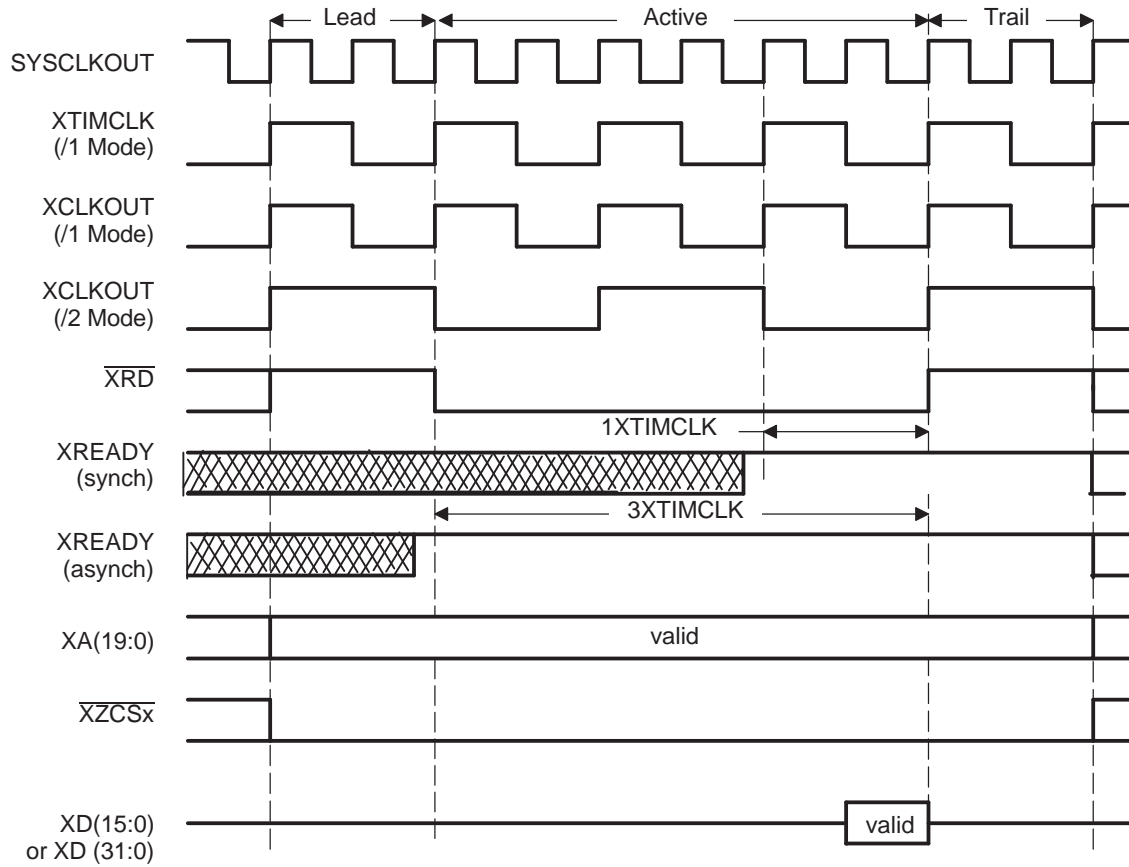 Lead
Active
Trail
SYSCLKOUT
XTIMCLK
(/1 Mode)
XCLKOUT
(/1 Mode)
XCLKOUT
(/2 Mode)
XRD
1XTIMCLK
XREADY
(synch)
3XTIMCLK
XREADY
(asynch)
XA(19:0)
valid
XZCSx
XD(15:0)
or XD (31:0)
valid